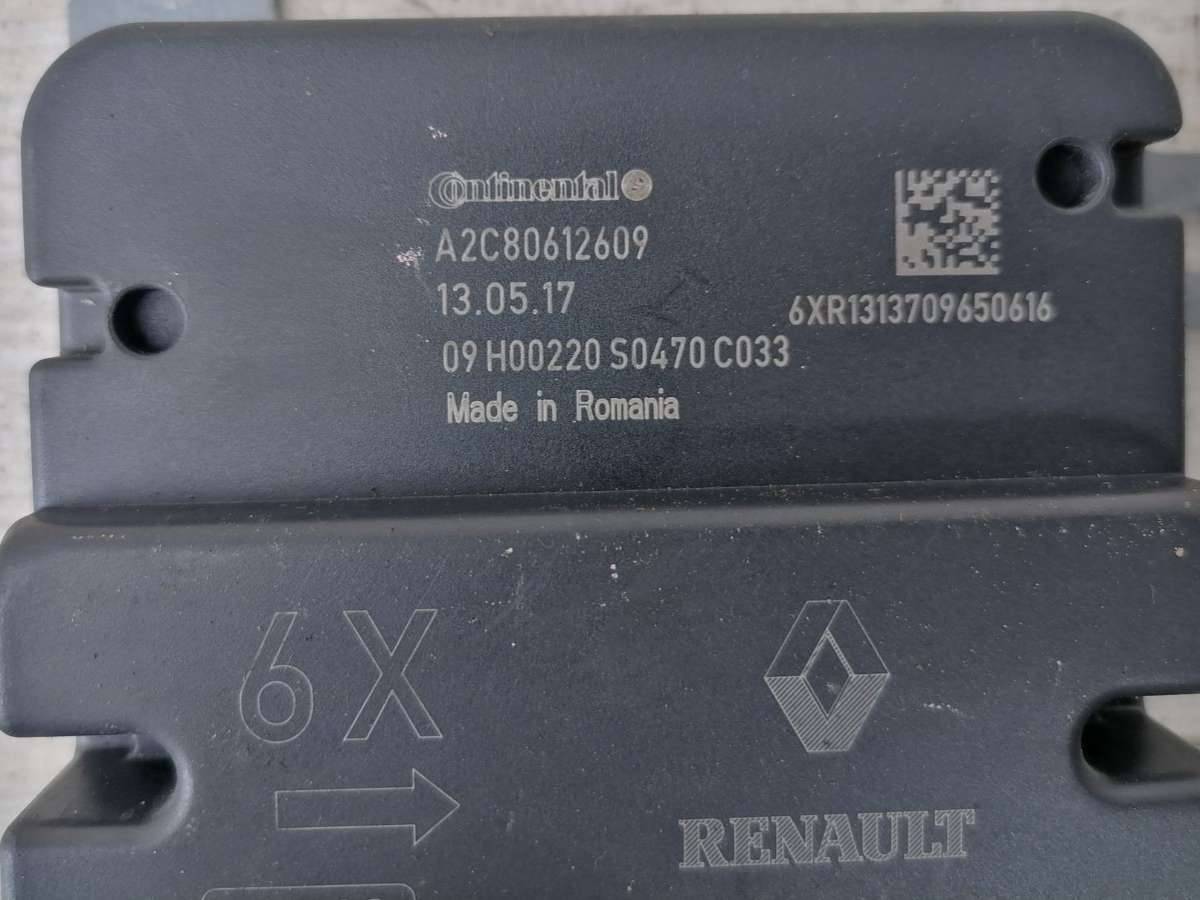 Continental
A2C80612609
13.05.17
6XR1313709650616
09 H00220 S0470 C033
Made in Romania
6X
RENAULT